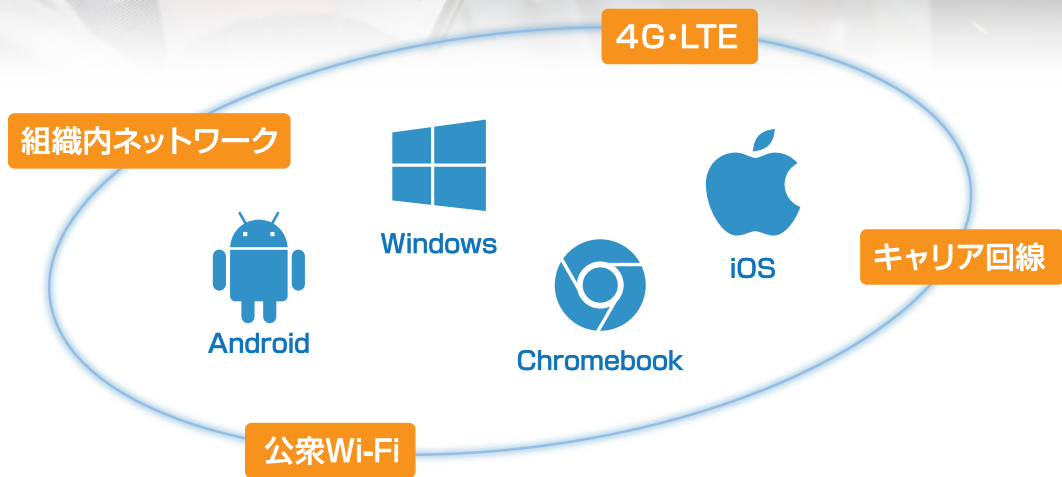 4G・LTE
組織内ネットワーク
Windows
iOS
キャリア回線
Android
Chromebook
公衆Wi-Fi